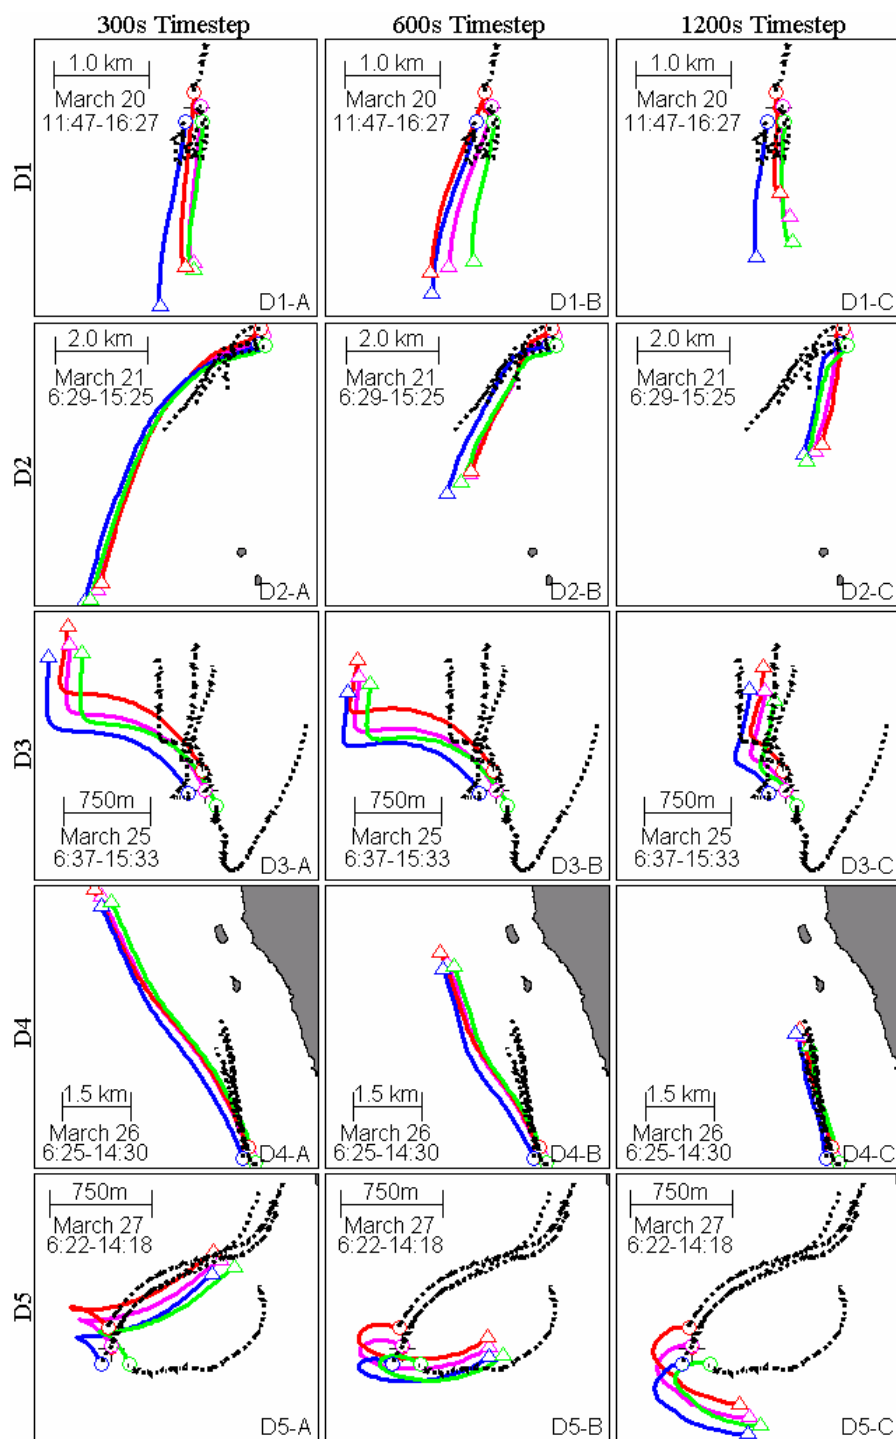 300s Timestep 600s Timestep 1200s Timestep
D1
1.0 km
March 20
11:47-16:27
D1-A
1.0 km
March 20
11:47-16:27
D1-B
1.0 km
March 20
11:47-16:27
D1-C
D2
2.0 km
March 21
6:29-15:25
D2-A
2.0 km
March 21
6:29-15:25
D2-B
2.0 km
March 21
6:29-15:25
D2-C
D3
750m
March 25
6:37-15:33
D3-A
750m
March 25
6:37-15:33
D3-B
750m
March 25
6:37-15:33
D3-C
D4
1.5 km
March 26
6:25-14:30
D4-A
1.5 km
March 26
6:25-14:30
D4-B
1.5 km
March 26
6:25-14:30
D4-C
D5
750m
March 27
6:22-14:18
D5-A
750m
March 27
6:22-14:18
D5-B
750m
March 27
6:22-14:18
D5-C